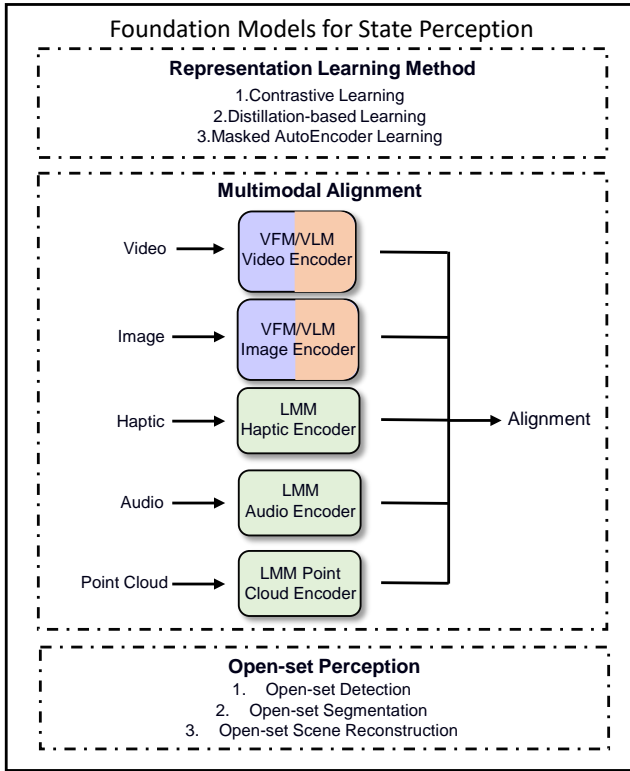 Foundation Models for State Perception
Representation Learning Method
1.Contrastive Learning
2.Distillation-based Learning
3.Masked AutoEncoder Learning
Multimodal Alignment
Video
VFM/VLM
Video Encoder
Image
VFM/VLM
Image Encoder
Haptic
LMM
Haptic Encoder
Alignment
Audio
LMM
Audio Encoder
Point Cloud
LMM Point
Cloud Encoder
Open-set Perception
1. Open-set Detection
2. Open-set Segmentation
3. Open-set Scene Reconstruction